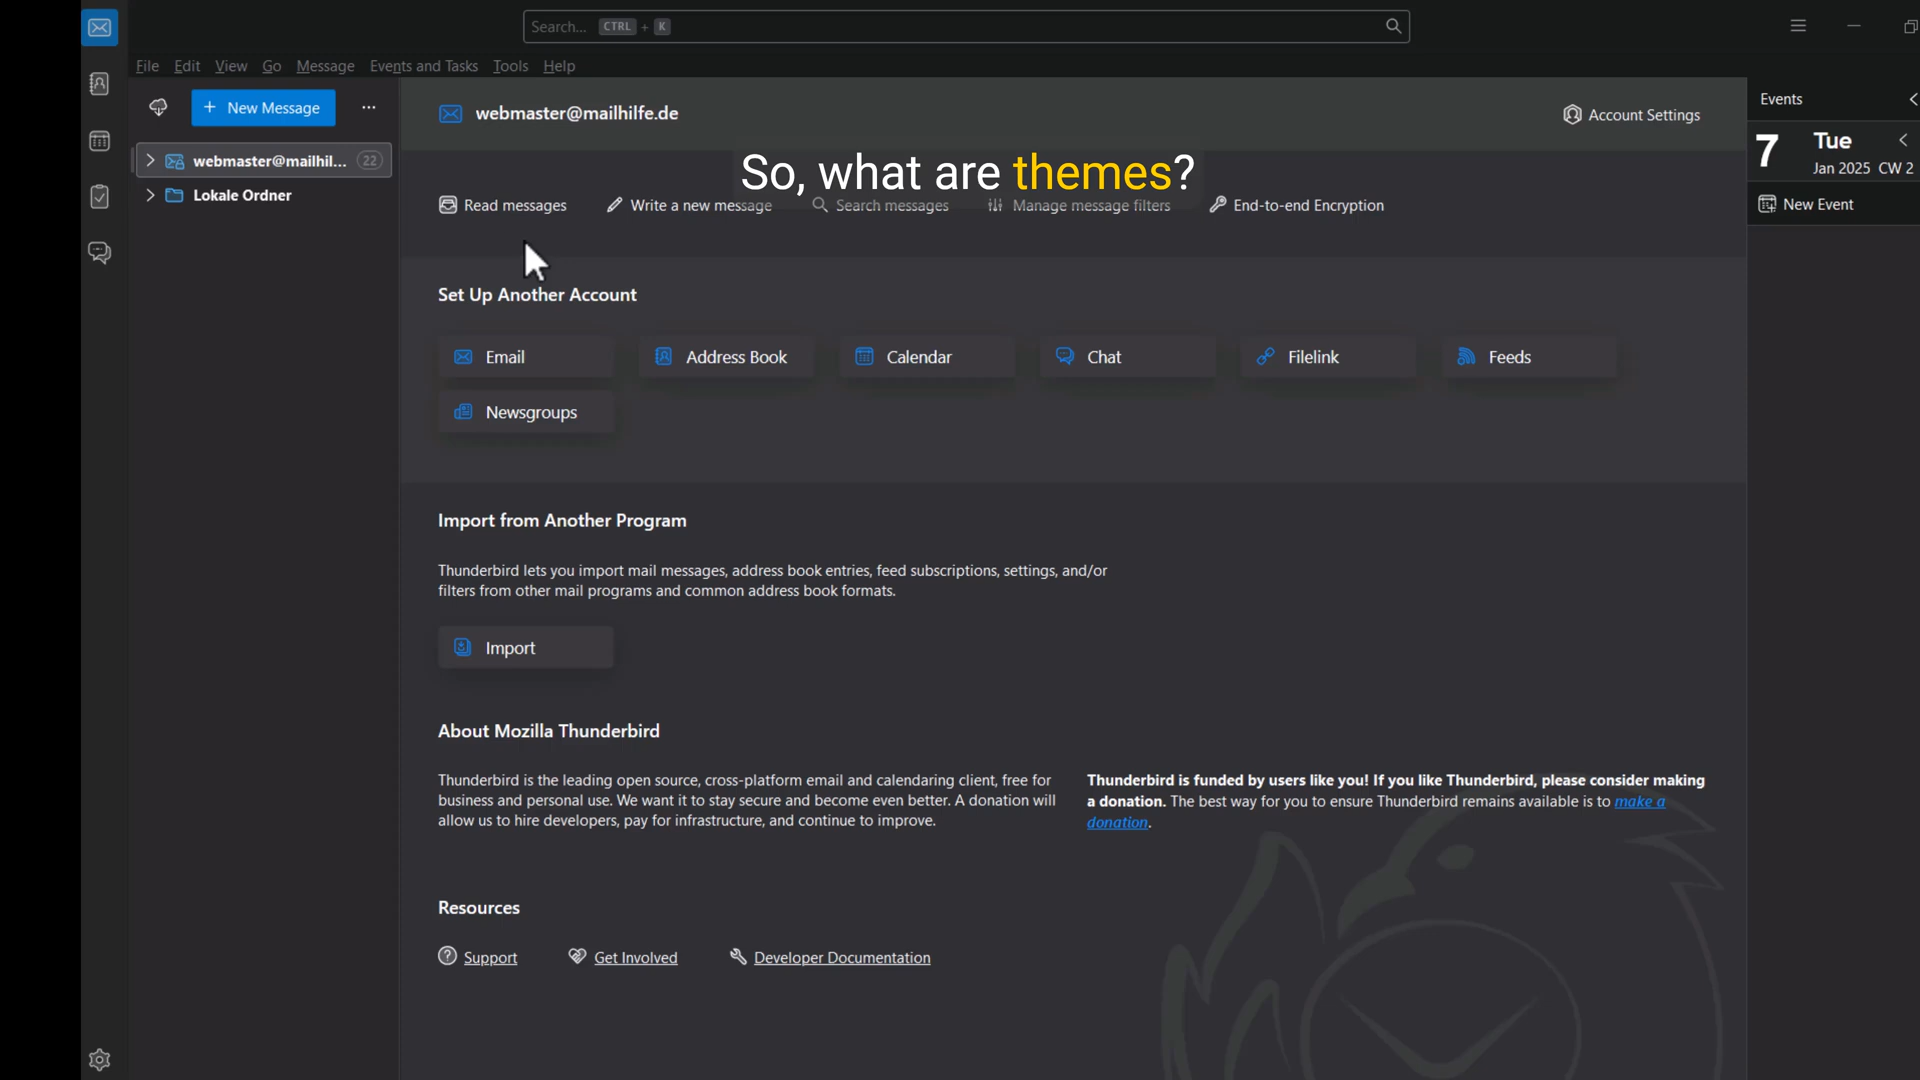 Search... CTRL + K
File Edit View Go Message Events and Tasks Tools Help
+ New Message ...
webmaster@mailhil... 22
Lokale Ordner
webmaster@mailhilfe.de
Account Settings
So, what are themes?
Read messages Write a new message Search messages Manage message filters End-to-end Encryption
Set Up Another Account
Email Address Book Calendar Chat Filelink Feeds
Newsgroups
Import from Another Program
Thunderbird lets you import mail messages, address book entries, feed subscriptions, settings, and/or
filters from other mail programs and common address book formats.
Import
About Mozilla Thunderbird
Thunderbird is the leading open source, cross-platform email and calendaring client, free for
business and personal use. We want it to stay secure and become even better. A donation will
allow us to hire developers, pay for infrastructure, and continue to improve.
Thunderbird is funded by users like you! If you like Thunderbird, please consider making
a donation. The best way for you to ensure Thunderbird remains available is to make a
donation.
Resources
Support Get Involved Developer Documentation
Events
7 Tue
Jan 2025 CW 2
New Event